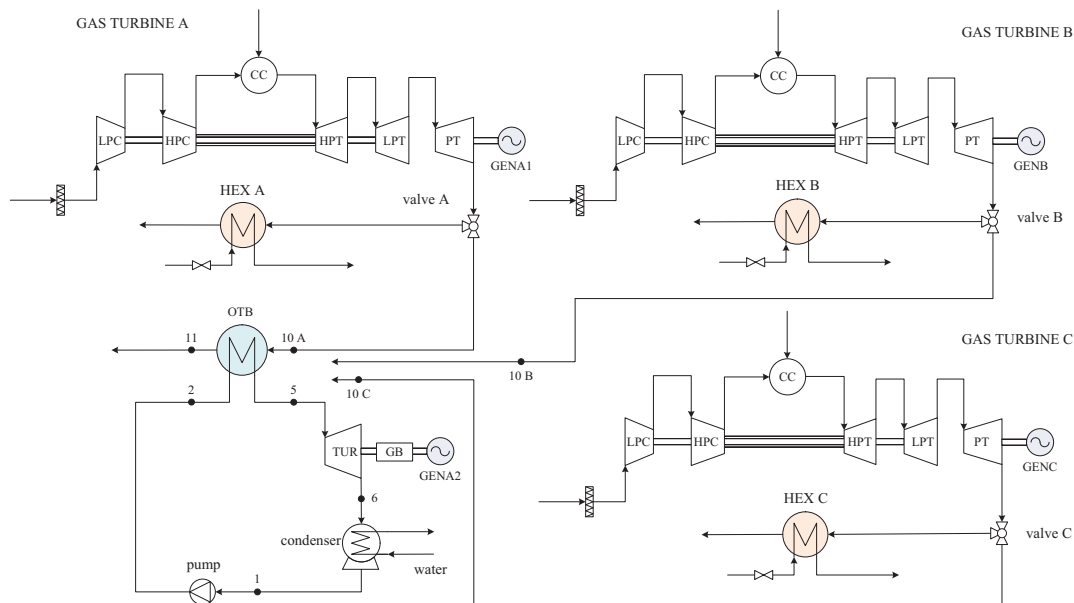 GAS TURBINE A
CC
LPC
HPC
HPT
LPT
PT
GENA1
HEX A
valve A
GAS TURBINE B
CC
LPC
HPC
HPT
LPT
PT
GENB
HEX B
valve B
OTB
11
10 A
2
5
10 B
10 C
TUR
GB
GENA2
6
condenser
water
pump
1
GAS TURBINE C
CC
LPC
HPC
HPT
LPT
PT
GENC
HEX C
valve C